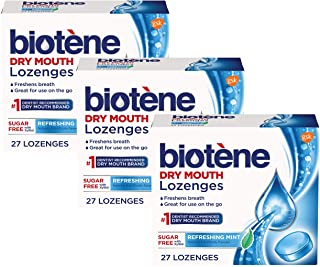 biotène
DRY MOUTH
Lozenges
Freshens breath
Great for use on the go
#1 DENTIST RECOMMENDED
DRY MOUTH BRAND
SUGAR
FREE
REFRESHING
27 LOZENGES
biotène
DRY MOUTH
Lozenges
Freshens breath
Great for use on the go
#1 DENTIST RECOMMENDED
DRY MOUTH BRAND
SUGAR
FREE
REFRESHING
27 LOZENGES
biotène
DRY MOUTH
Lozenges
Freshens breath
Great for use on the go
#1 DENTIST RECOMMENDED
DRY MOUTH BRAND
SUGAR
FREE
REFRESHING MINT
27 LOZENGES